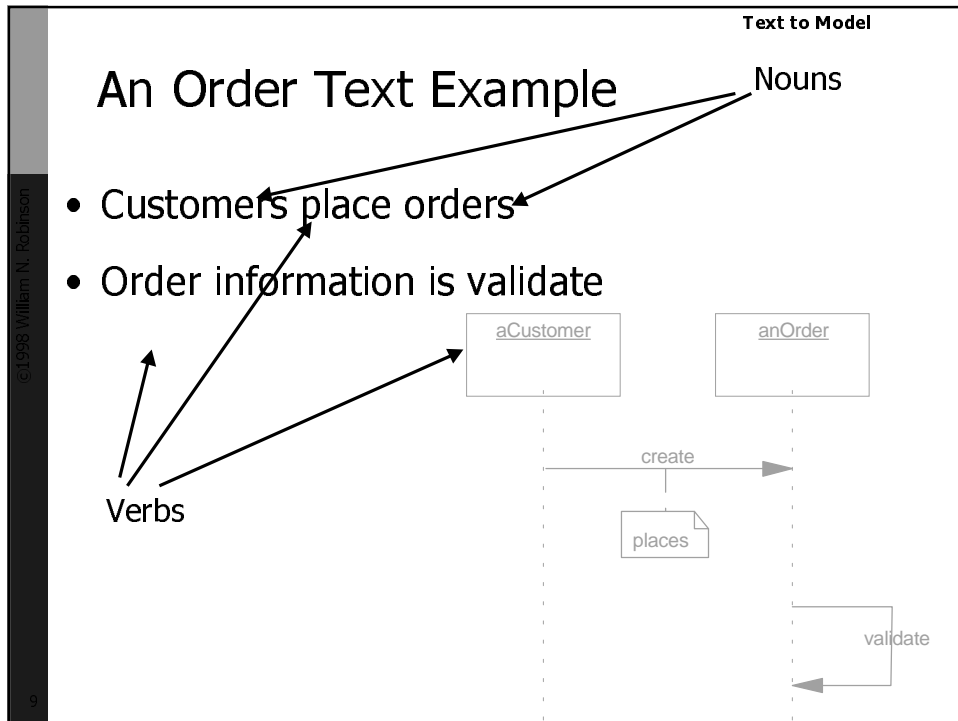 Text to Model
An Order Text Example
Nouns
• Customers place orders
• Order information is validate
aCustomer
anOrder
create
Verbs
places
validate
©1998 William N. Robinson
9